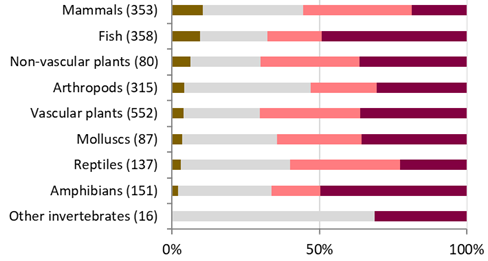 Mammals (353)
Fish (358)
Non-vascular plants (80)
Arthropods (315)
Vascular plants (552)
Molluscs (87)
Reptiles (137)
Amphibians (151)
Other invertebrates (16)
0% 50% 100%